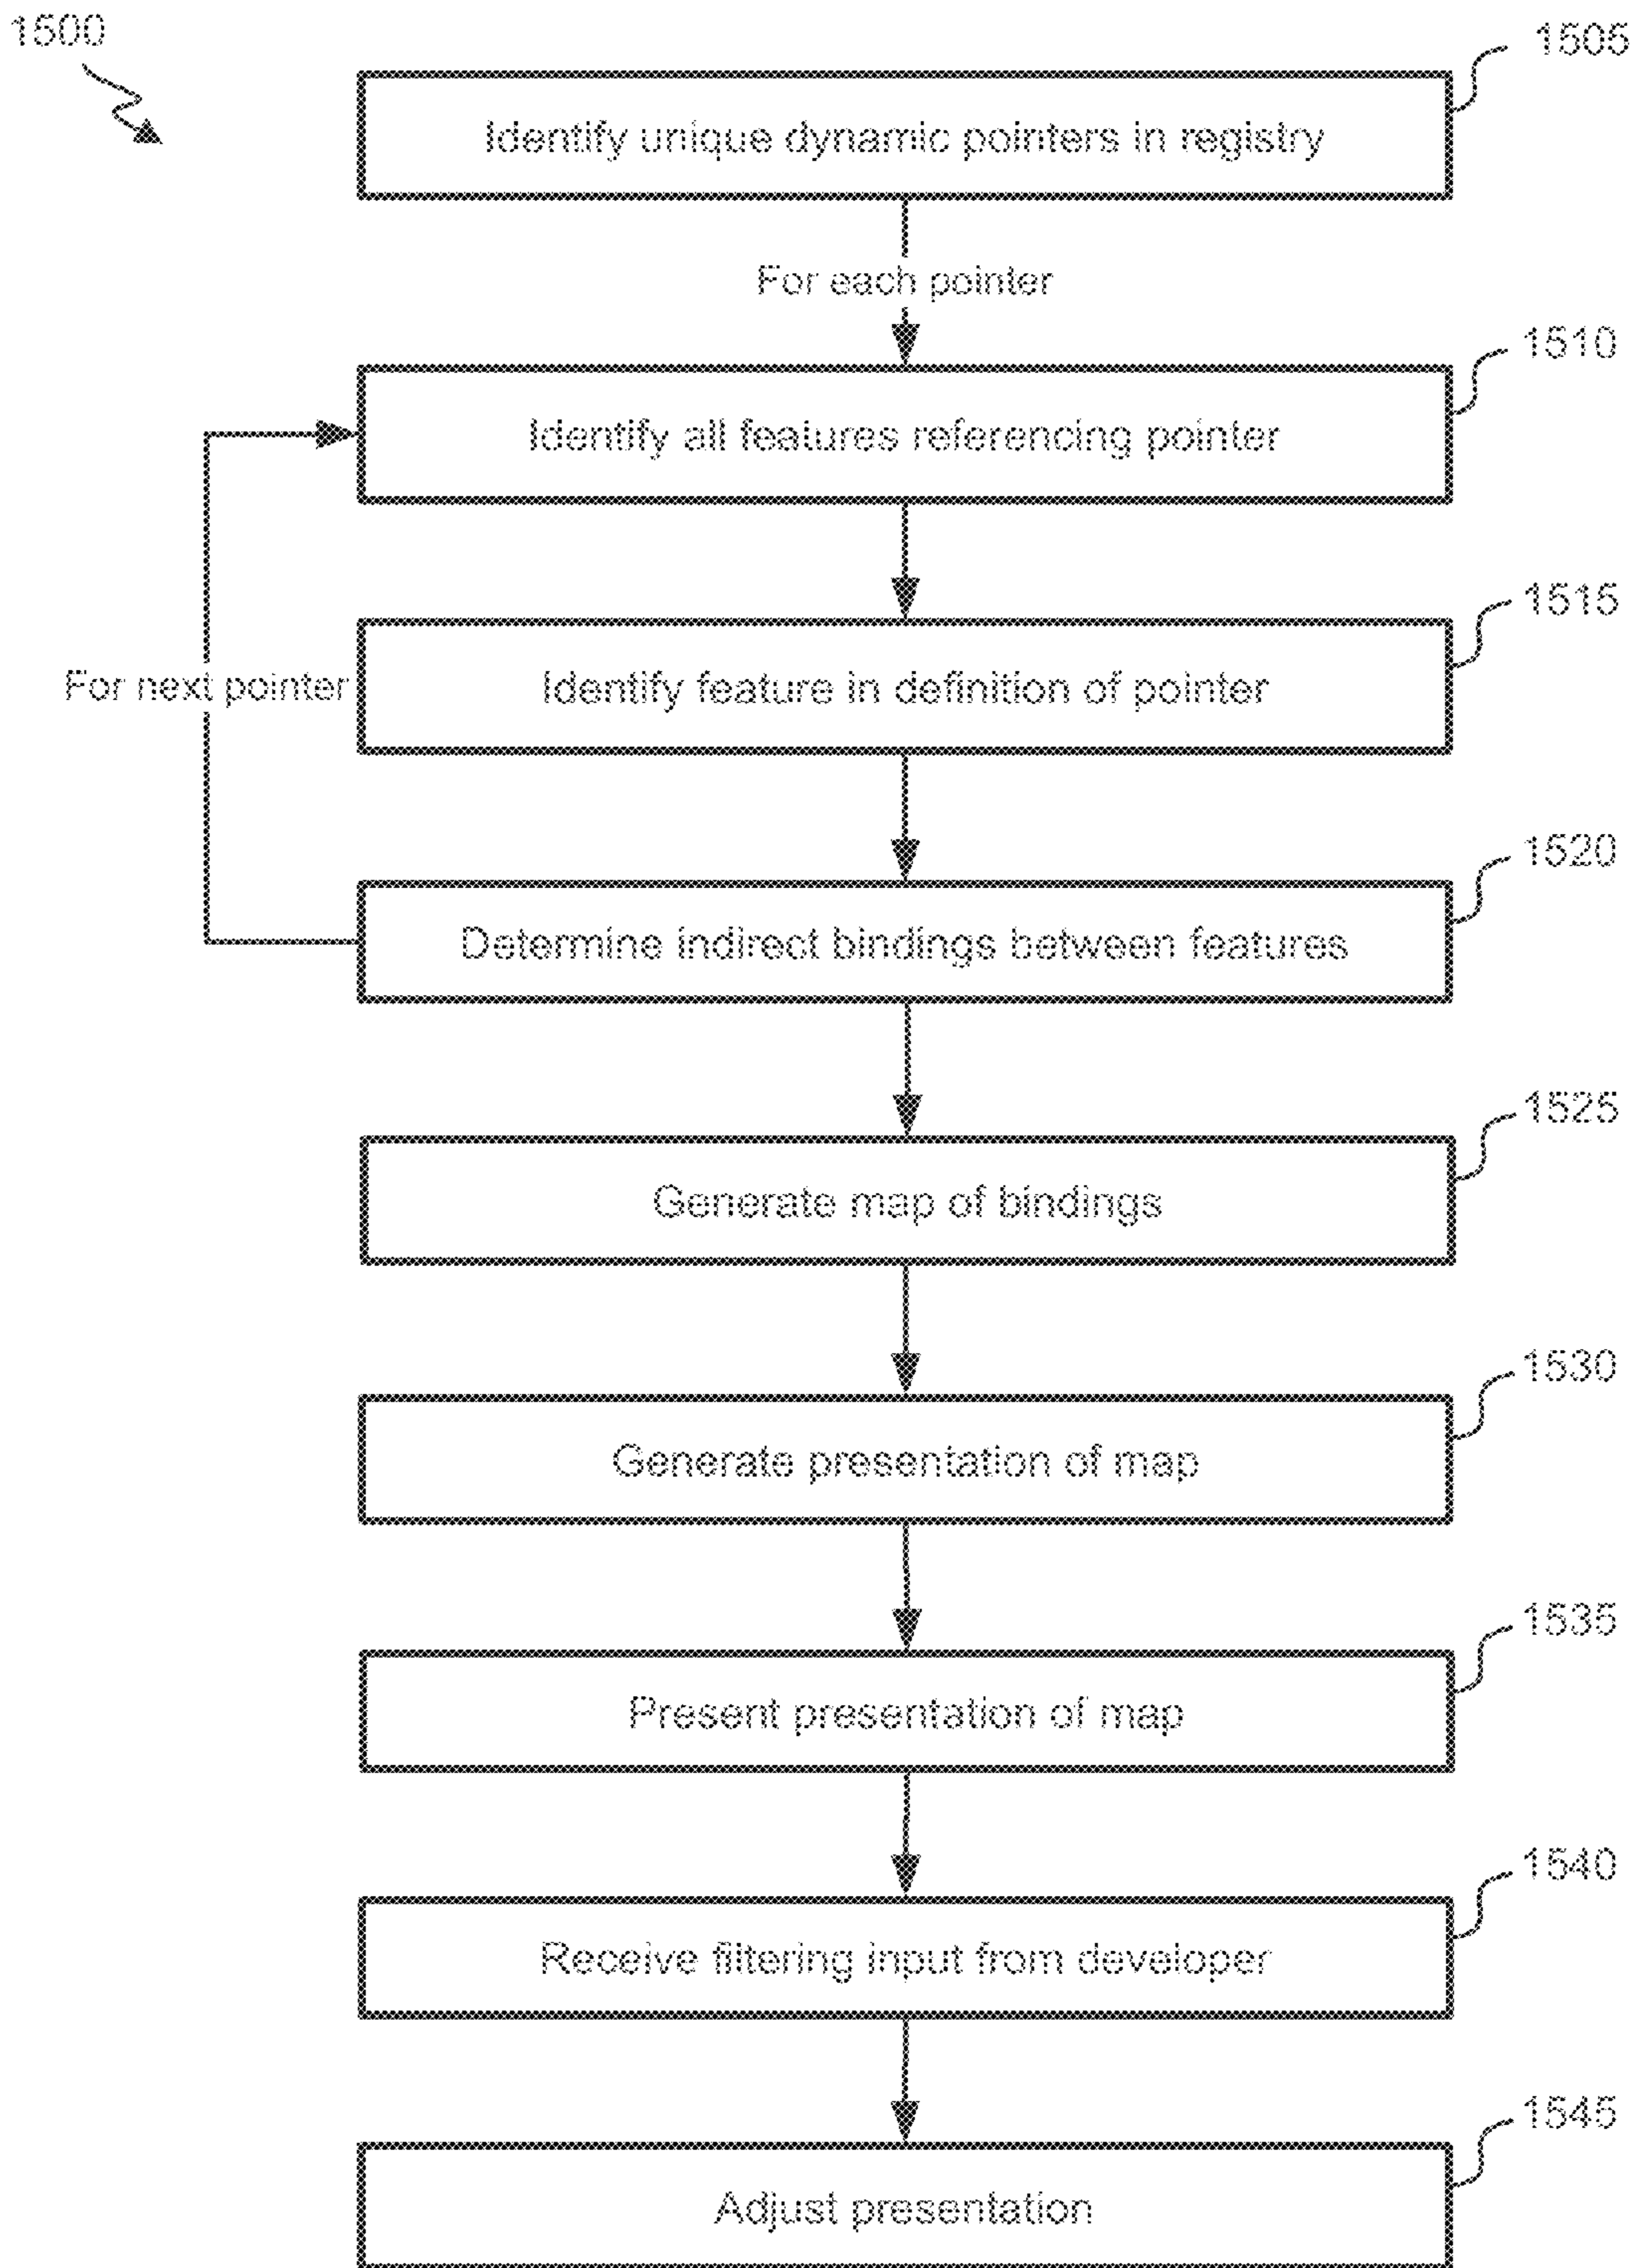 1500
1505
Identify unique dynamic pointers in registry
For each pointer
1510
Identify all features referencing pointer
1515
For next pointer
Identify feature in definition of pointer
1520
Determine indirect bindings between features
1525
Generate map of bindings
1530
Generate presentation of map
1535
Present presentation of map
1540
Receive filtering input from developer
1545
Adjust presentation